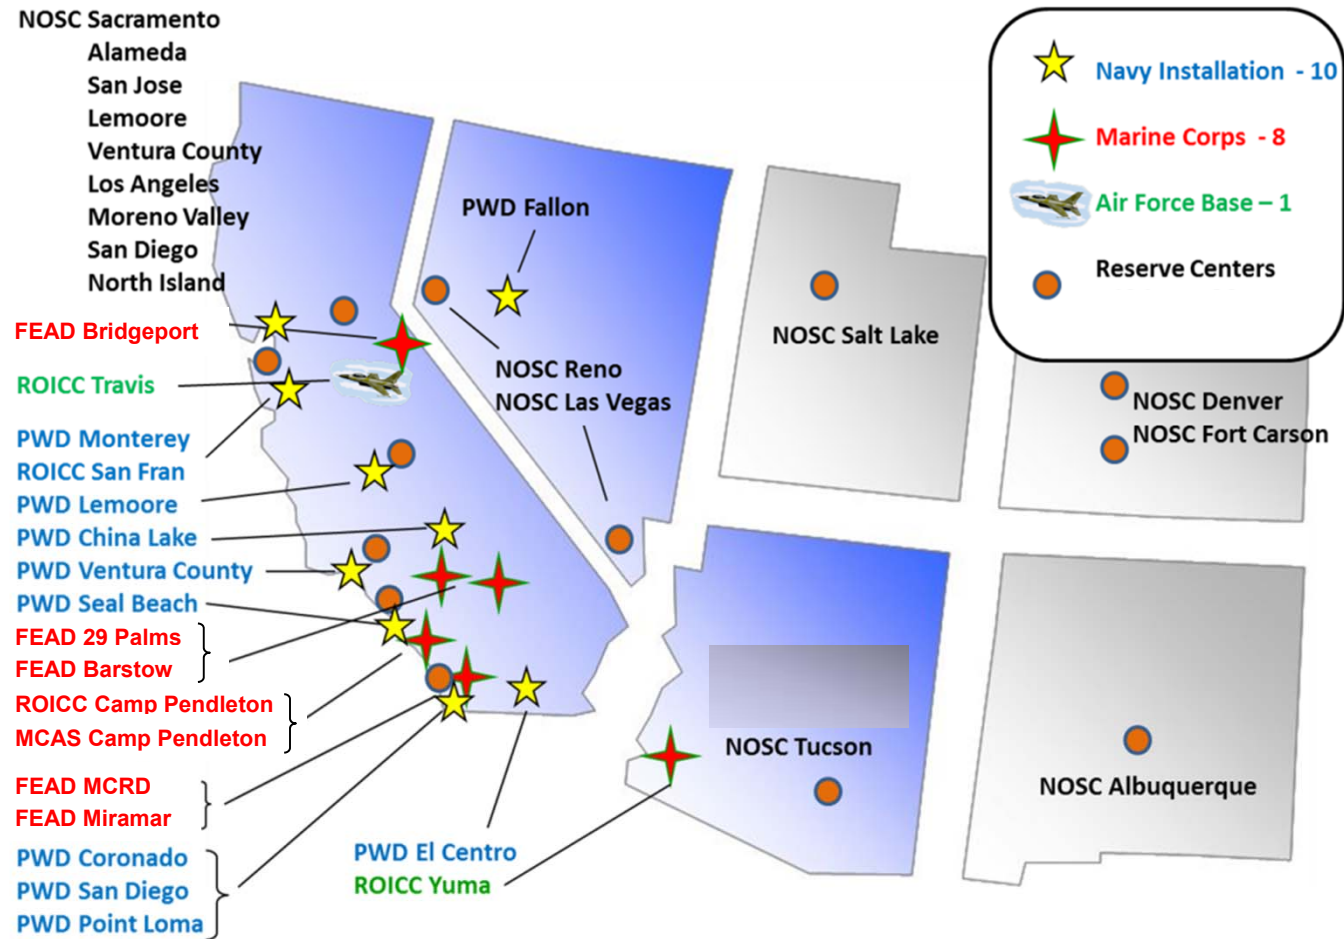 NOSC Sacramento
Alameda
San Jose
Lemoore
Ventura County
Los Angeles
Moreno Valley
San Diego
North Island
FEAD Bridgeport
ROICC Travis
PWD Monterey
ROICC San Fran
PWD Lemoore
PWD China Lake
PWD Ventura County
PWD Seal Beach
FEAD 29 Palms
FEAD Barstow
ROICC Camp Pendleton
MCAS Camp Pendleton
FEAD MCRD
FEAD Miramar
PWD Coronado
PWD San Diego
PWD Point Loma
PWD Fallon
NOSC Reno
NOSC Las Vegas
PWD El Centro
ROICC Yuma
NOSC Salt Lake
NOSC Tucson
Navy Installation - 10
Marine Corps - 8
Air Force Base – 1
Reserve Centers
NOSC Denver
NOSC Fort Carson
NOSC Albuquerque